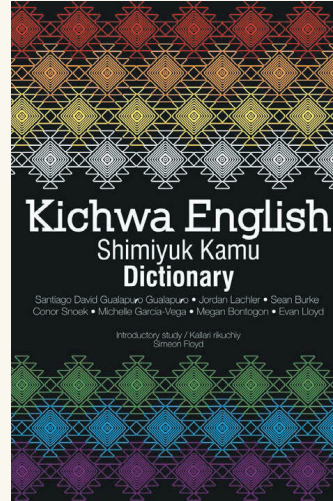 Kichwa English
Shimiyuk Kamu
Dictionary
Santiago David Gualapuro Gualapuro • Jordan Lachler • Sean Burke
Conor Snoek • Michelle García-Vega • Megan Bontogon • Evan Lloyd
Introductory study / Kallari rikuchiy
Simeon Floyd